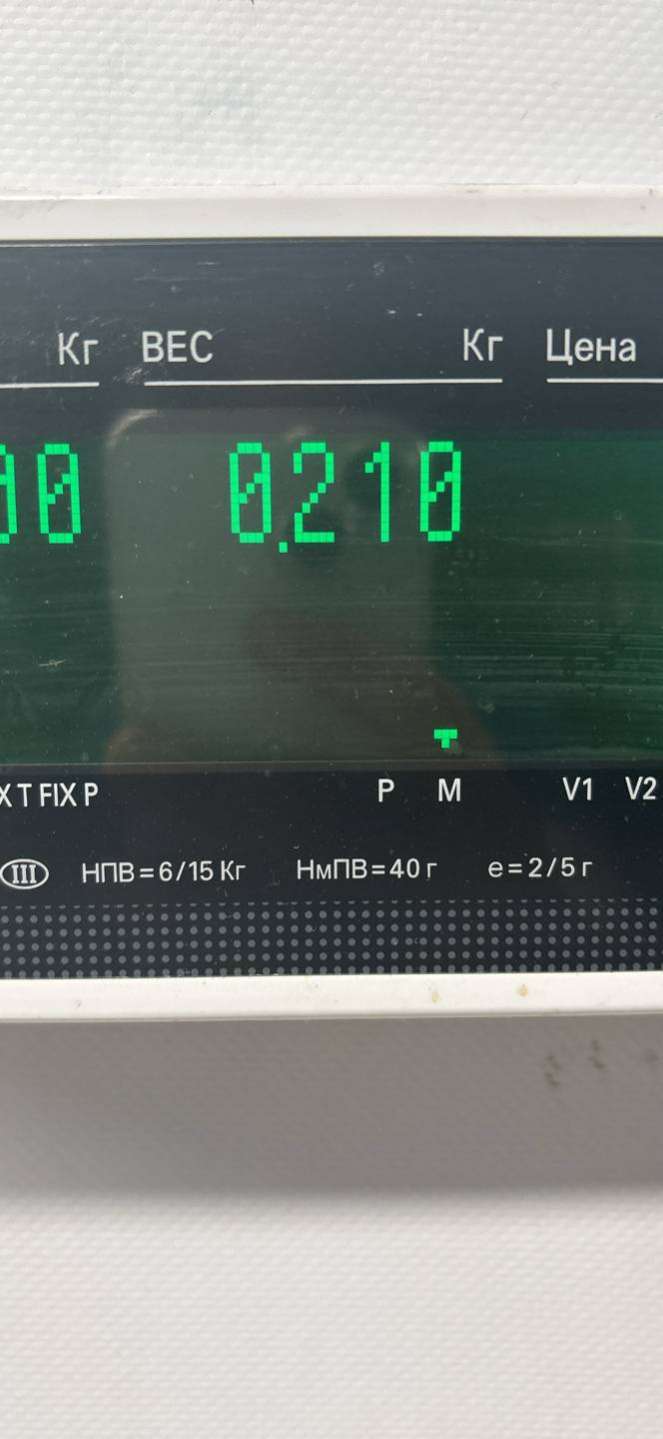 Кг ВЕС Кг Цена
00 0.210
X T FIX P P M V1 V2
III НПВ=6/15 Кг НмПВ=40 г e=2/5 г